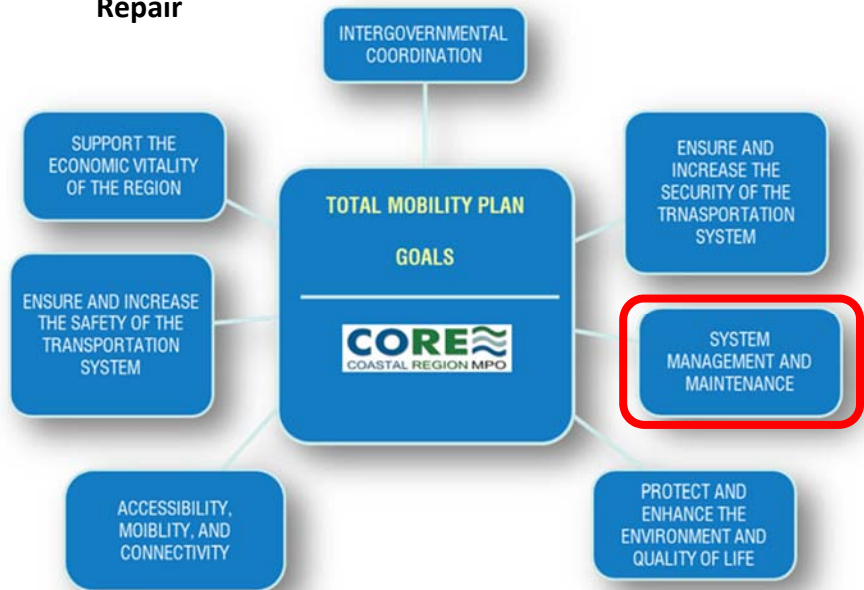 Repair
INTERGOVERNMENTAL
COORDINATION
SUPPORT THE
ECONOMIC VITALITY
OF THE REGION
ENSURE AND
INCREASE THE
SECURITY OF THE
TRNASPORTATION
SYSTEM
TOTAL MOBILITY PLAN
GOALS
CORE
COASTAL REGION MPO
ENSURE AND INCREASE
THE SAFETY OF THE
TRANSPORTATION
SYSTEM
SYSTEM
MANAGEMENT AND
MAINTENANCE
ACCESSIBILITY,
MOIBLITY, AND
CONNECTIVITY
PROTECT AND
ENHANCE THE
ENVIRONMENT AND
QUALITY OF LIFE